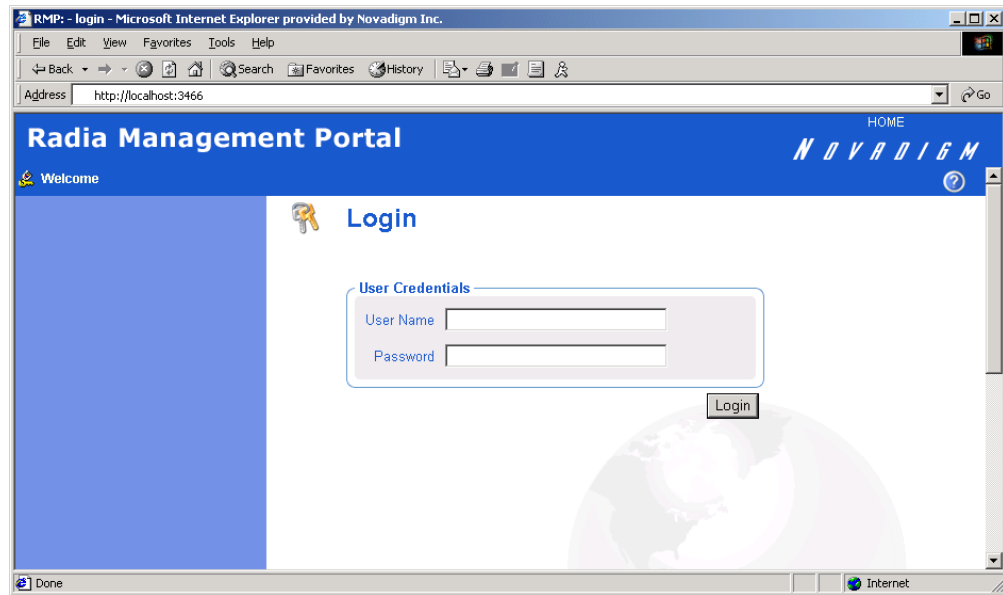 RMP: - login - Microsoft Internet Explorer provided by Novadigm Inc.
File Edit View Favorites Tools Help
Back Search Favorites History
Address http://localhost:3466 Go
HOME
Radia Management Portal
NOVADIGM
Welcome ?
Login
User Credentials
User Name
Password
Login
Done Internet